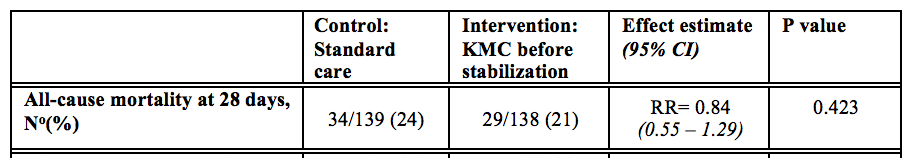 Control: Standard care
Intervention: KMC before stabilization
Effect estimate (95% CI)
P value
All-cause mortality at 28 days, Nº(%)
34/139 (24)
29/138 (21)
RR= 0.84
(0.55 – 1.29)
0.423